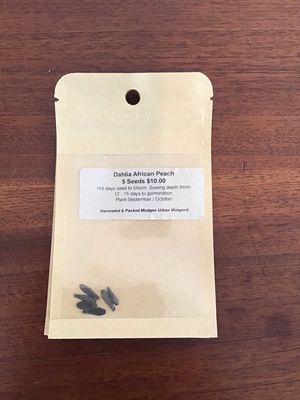 Dahlia African Peach
5 Seeds $10.00
110 days seed to bloom. Sowing depth 6mm
12 - 15 days to germination.
Plant September | October
Harvested & Packed Mudgee Urban Vineyard